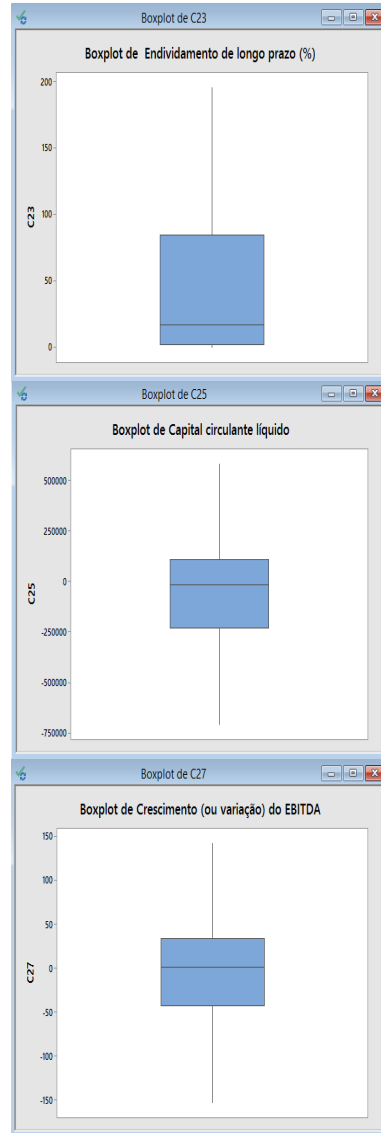 Boxplot de C23
Boxplot de Endividamento de longo prazo (%)
200
150
100
50
0
C23
Boxplot de C25
Boxplot de Capital circulante líquido
500000
250000
0
-250000
-500000
-750000
C25
Boxplot de C27
Boxplot de Crescimento (ou variação) do EBITDA
150
100
50
0
-50
-100
-150
C27